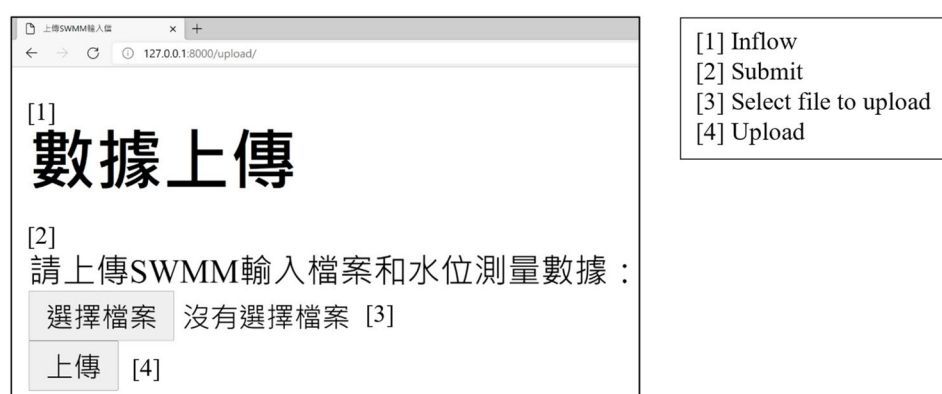 上傳SWMM輸入檔
127.0.0.1:8000/upload/
[1]
數據上傳
[2]
請上傳SWMM輸入檔案和水位測量數據：
選擇檔案 沒有選擇檔案 [3]
上傳 [4]
[1] Inflow
[2] Submit
[3] Select file to upload
[4] Upload